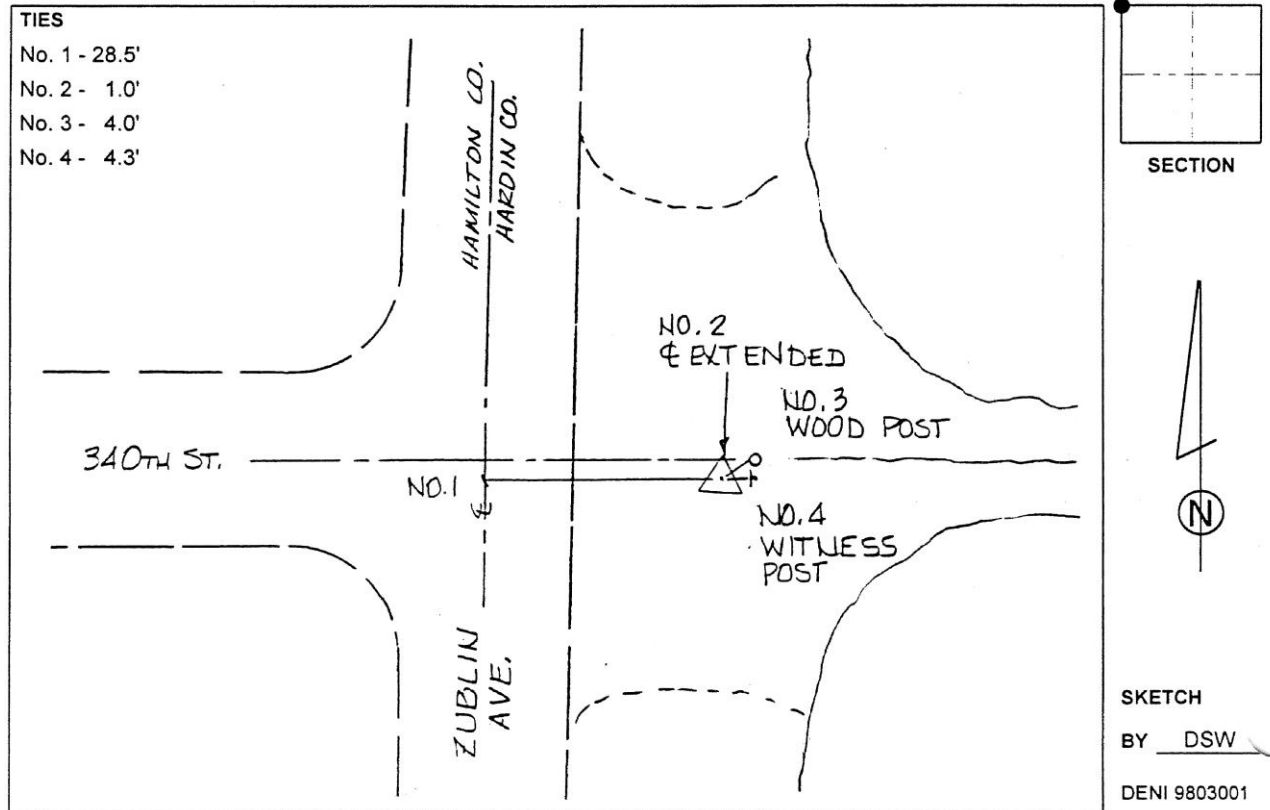 TIES
No. 1 - 28.5'
No. 2 - 1.0'
No. 3 - 4.0'
No. 4 - 4.3'
HAMILTON CO.
HARDIN CO.
SECTION
NO. 2
℄ EXTENDED
NO. 3
WOOD POST
340TH ST.
NO. 1
℄
NO. 4
WITNESS
POST
N
ZUBLIN
AVE.
SKETCH
BY DSW
DENI 9803001